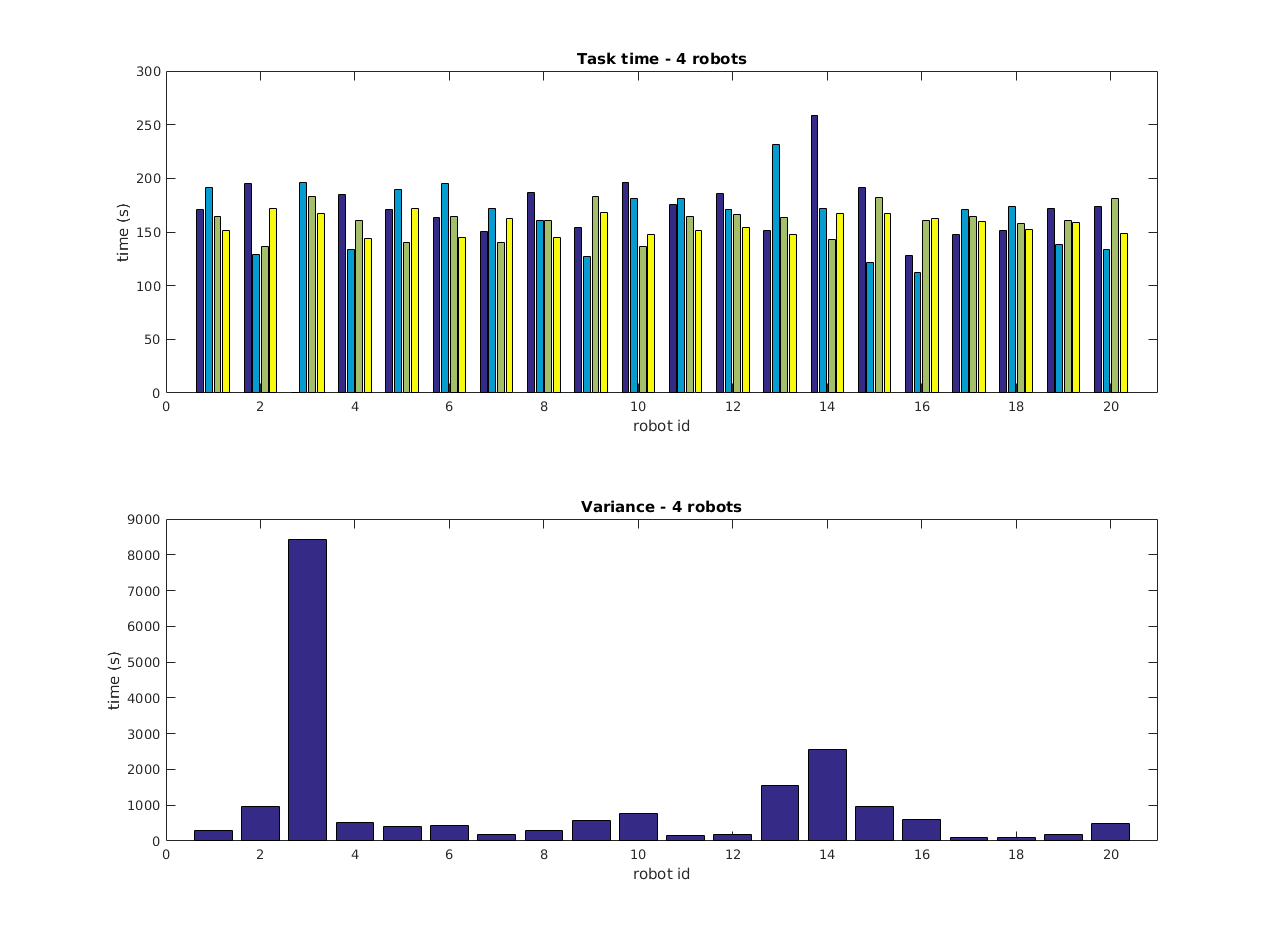 Task time - 4 robots
300
250
200
150
100
50
0
time (s)
0 2 4 6 8 10 12 14 16 18 20
robot id
Variance - 4 robots
9000
8000
7000
6000
5000
4000
3000
2000
1000
0
time (s)
0 2 4 6 8 10 12 14 16 18 20
robot id